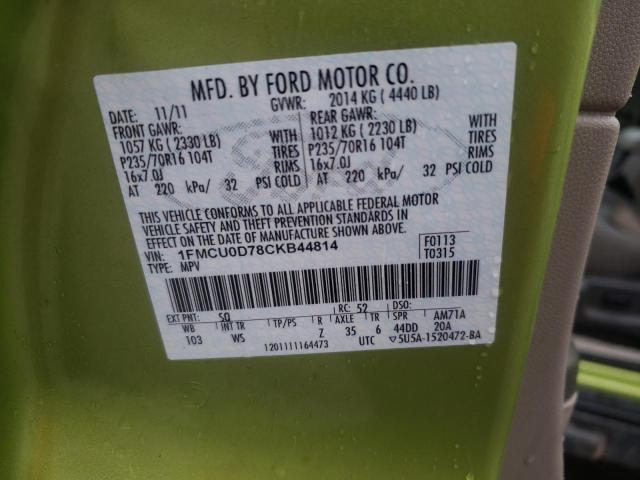 MFD. BY FORD MOTOR CO.
DATE: 11/11 GVWR: 2014 KG ( 4440 LB)
FRONT GAWR: REAR GAWR:
1057 KG ( 2330 LB) WITH 1012 KG ( 2230 LB) WITH
P235/70R16 104T TIRES P235/70R16 104T TIRES
16x7.0J RIMS 16x7.0J RIMS
AT 220 kPa/ 32 PSI COLD AT 220 kPa/ 32 PSI COLD
THIS VEHICLE CONFORMS TO ALL APPLICABLE FEDERAL MOTOR
VEHICLE SAFETY AND THEFT PREVENTION STANDARDS IN
EFFECT ON THE DATE OF MANUFACTURE SHOWN ABOVE.
VIN: 1FMCU0D78CKB44814 F0113
TYPE: MPV T0315
EXT PNT: SQ RC: 52 DSO:
WB INT TR TP/PS R AXLE TR SPR AM71A
103 WS Z 35 6 44DD 20A
1201111164473 UTC ▽5U5A-1520472-BA